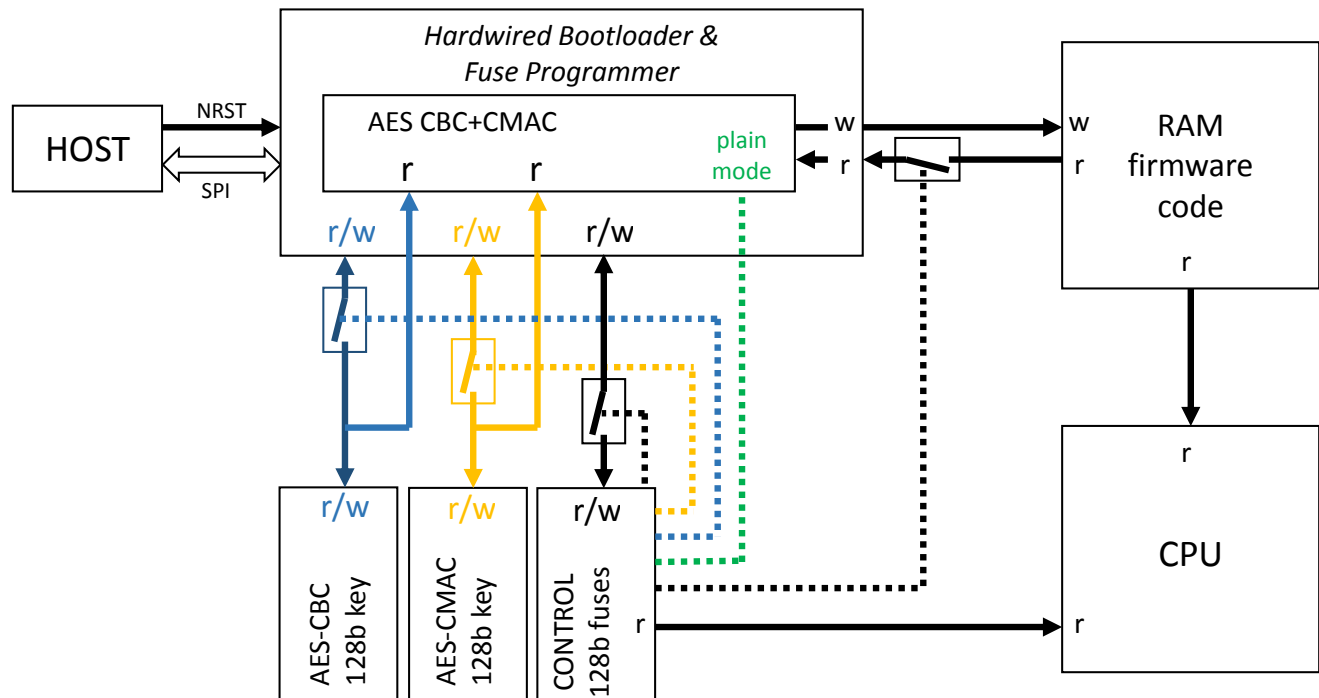 Hardwired Bootloader &
Fuse Programmer
HOST
NRST
SPI
AES CBC+CMAC
r
r
plain
mode
w
r
r/w
r/w
r/w
w
r
RAM
firmware
code
r
r/w
AES-CBC
128b key
r/w
AES-CMAC
128b key
r/w
CONTROL
128b fuses
r
r
CPU
r